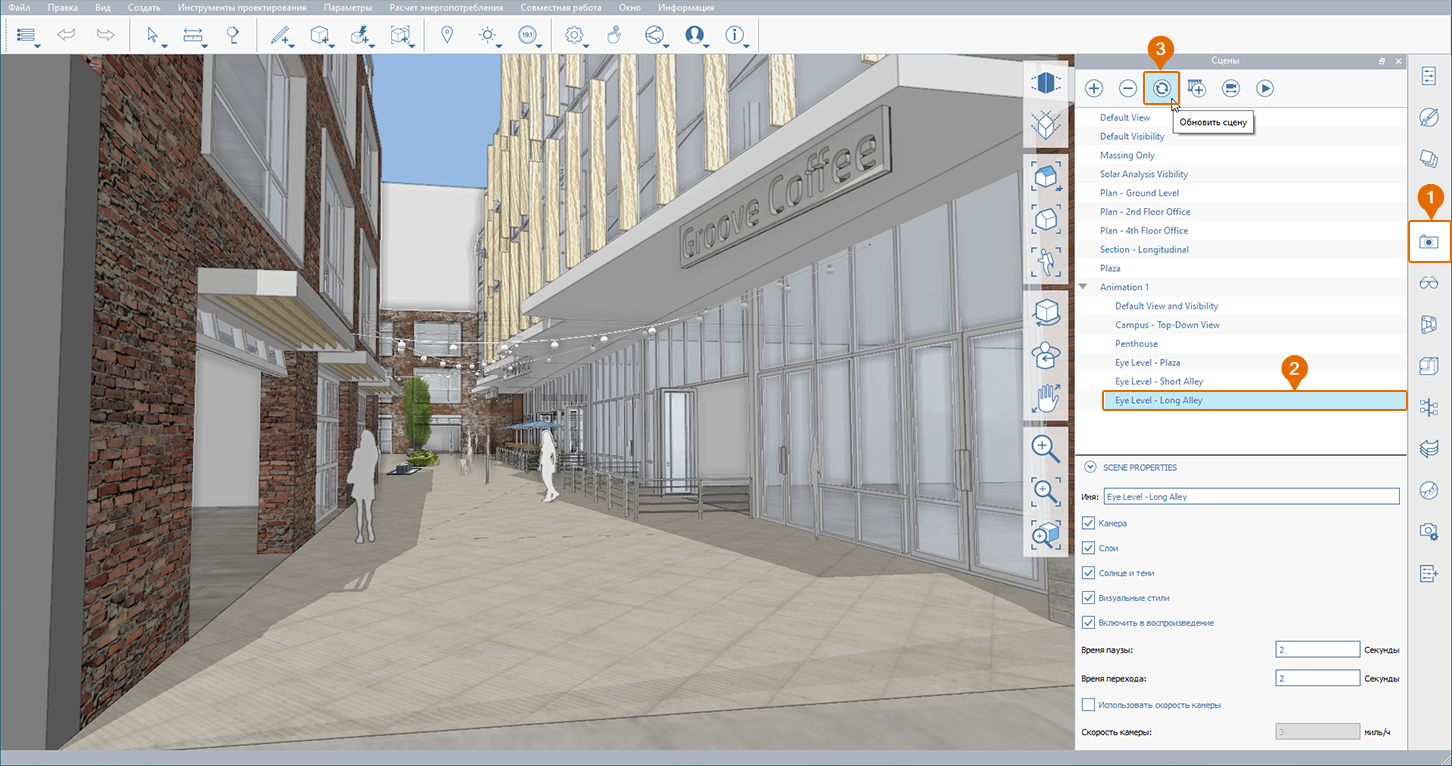 Файл Правка Вид Создать Инструменты проектирования Параметры Расчет энергопотребления Совместная работа Окно Информация
19.1
3
Сцены
Обновить сцену
Default View
Default Visibility
Massing Only
Solar Analysis Visbility
Plan - Ground Level
Plan - 2nd Floor Office
Plan - 4th Floor Office
Section - Longitudinal
Plaza
Animation 1
Default View and Visibility
Campus - Top-Down View
Penthouse
Eye Level - Plaza
Eye Level - Short Alley
Eye Level - Long Alley
1
2
Groove Coffee
SCENE PROPERTIES
Имя: Eye Level - Long Alley
Камера
Слои
Солнце и тени
Визуальные стили
Включить в воспроизведение
Время паузы: 2 Секунды
Время перехода: 2 Секунды
Использовать скорость камеры
Скорость камеры: 3 миль/ч